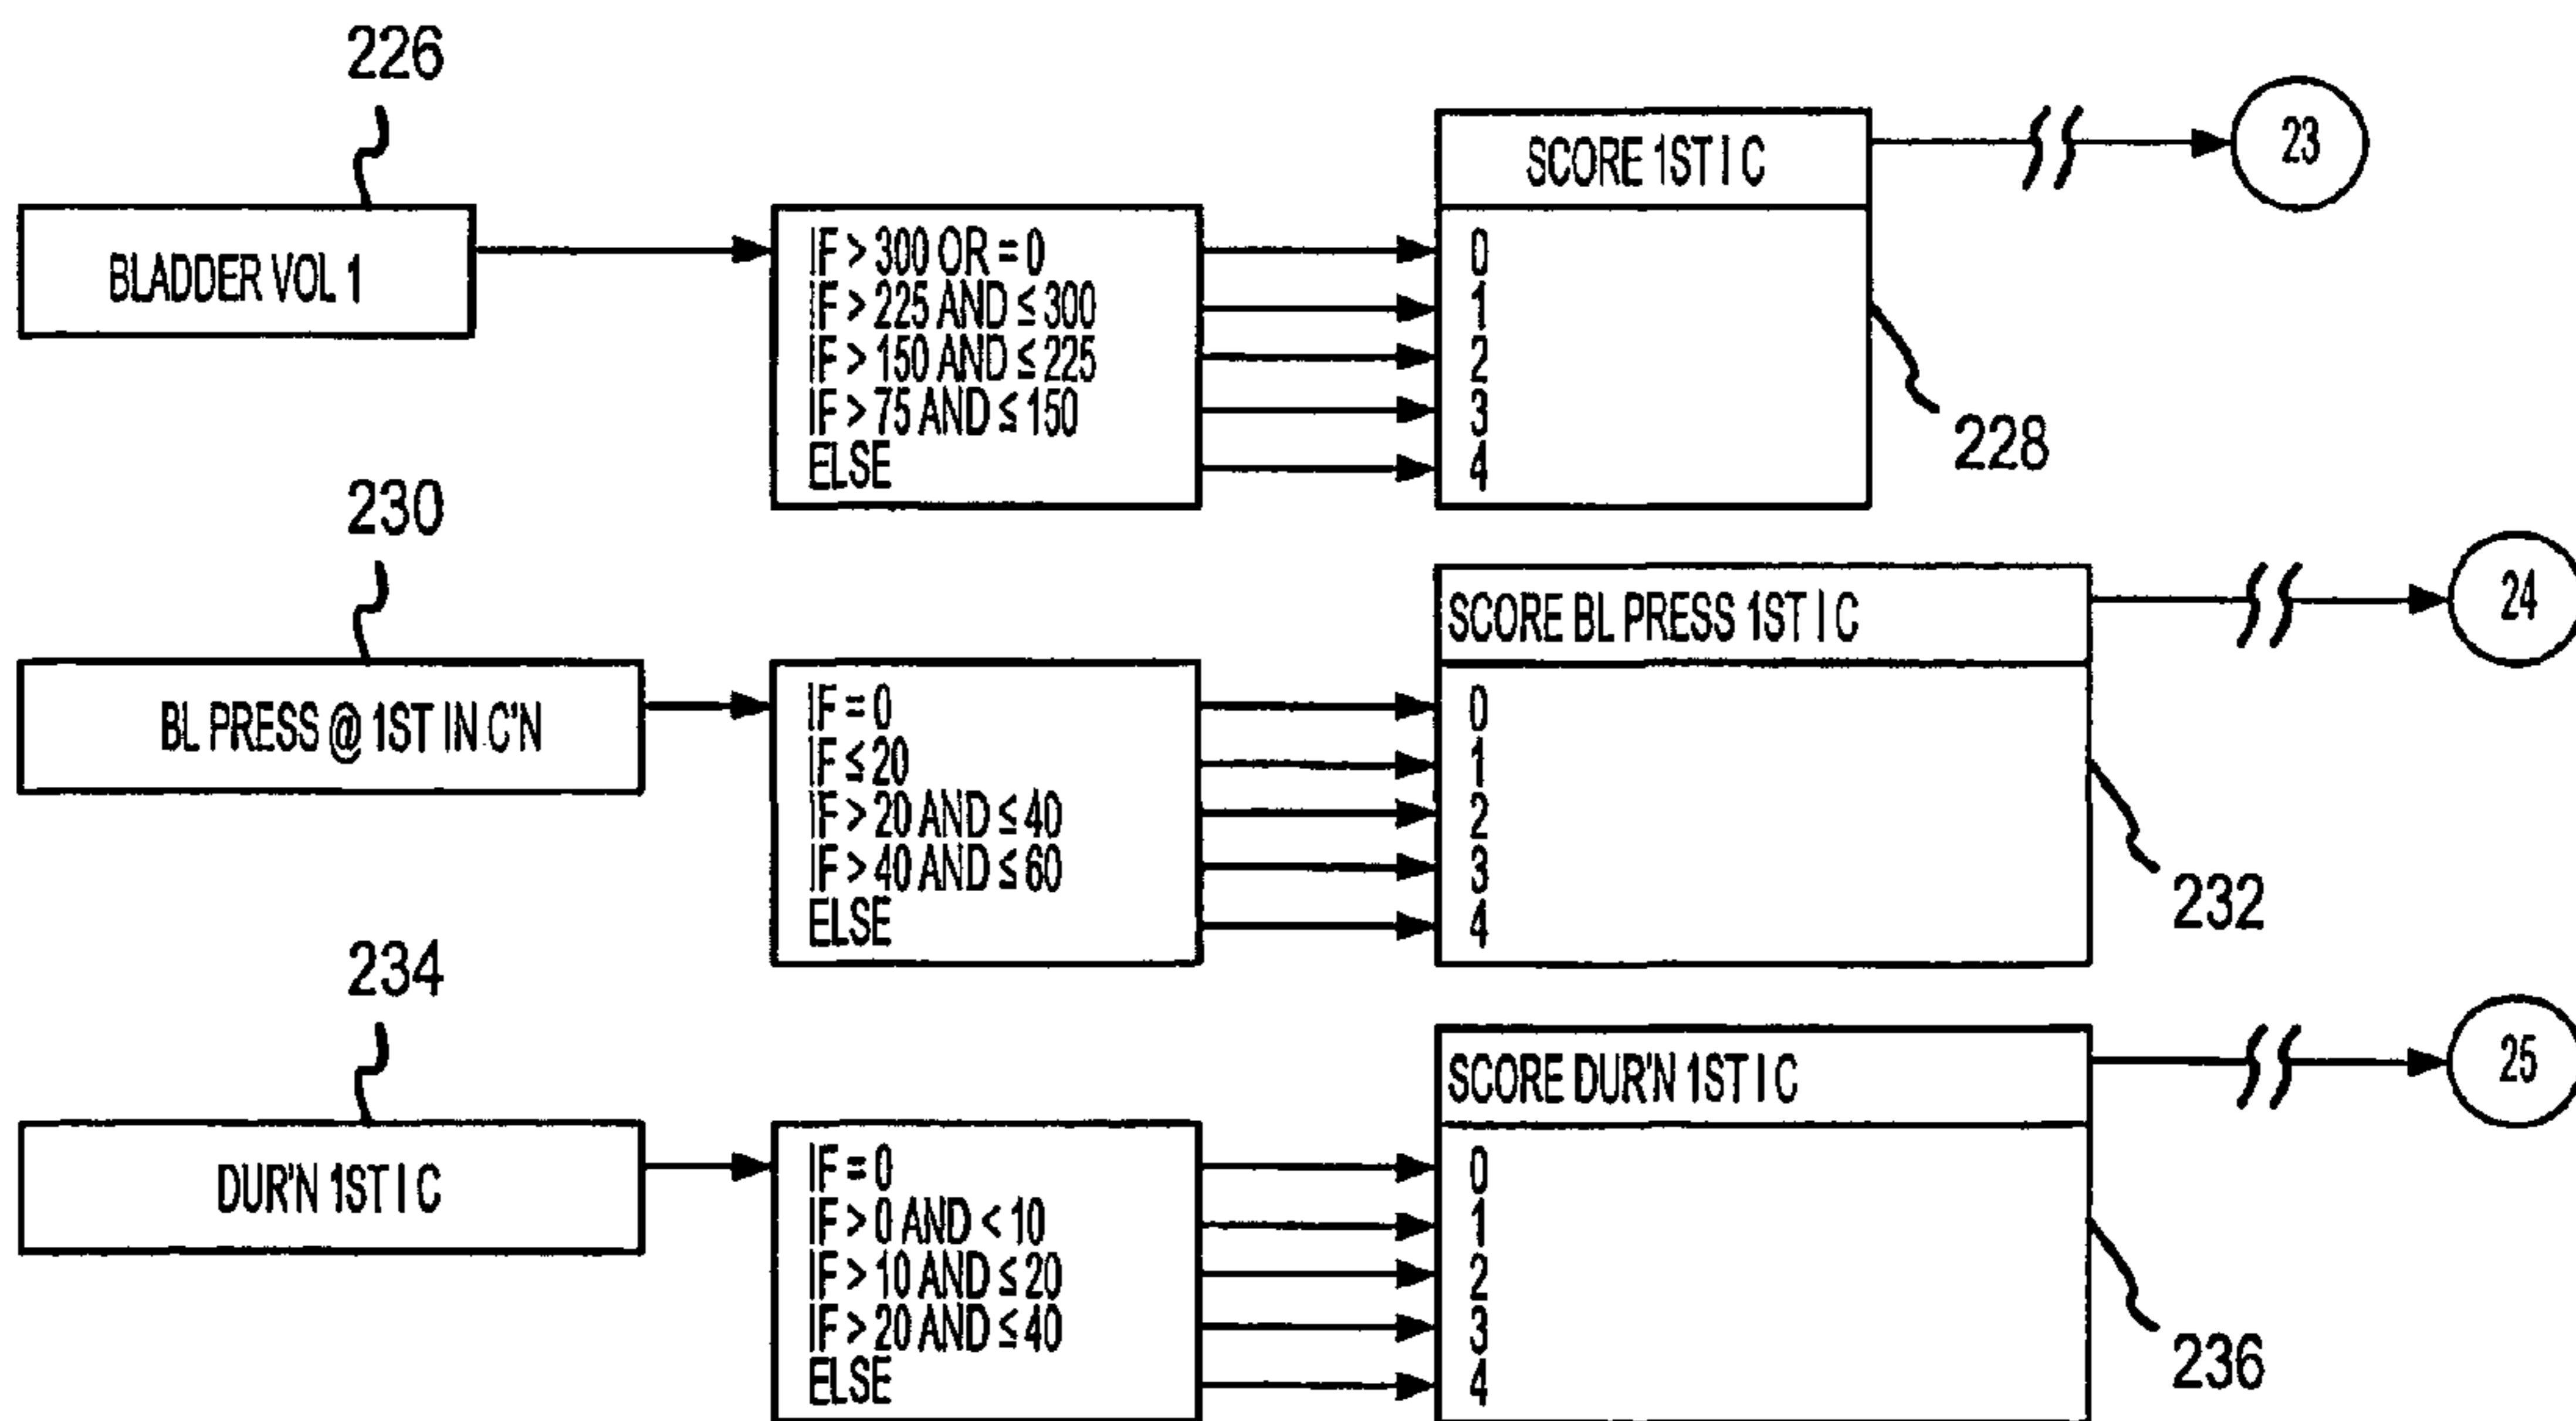 226
BLADDER VOL 1
IF > 300 OR = 0
IF > 225 AND ≤ 300
IF > 150 AND ≤ 225
IF > 75 AND ≤ 150
ELSE
SCORE 1ST I C
0
1
2
3
4
228
23
230
BL PRESS @ 1ST IN C'N
IF = 0
IF ≤ 20
IF > 20 AND ≤ 40
IF > 40 AND ≤ 60
ELSE
SCORE BL PRESS 1ST I C
0
1
2
3
4
232
24
234
DUR'N 1ST I C
IF = 0
IF > 0 AND < 10
IF > 10 AND ≤ 20
IF > 20 AND ≤ 40
ELSE
SCORE DUR'N 1ST I C
0
1
2
3
4
236
25